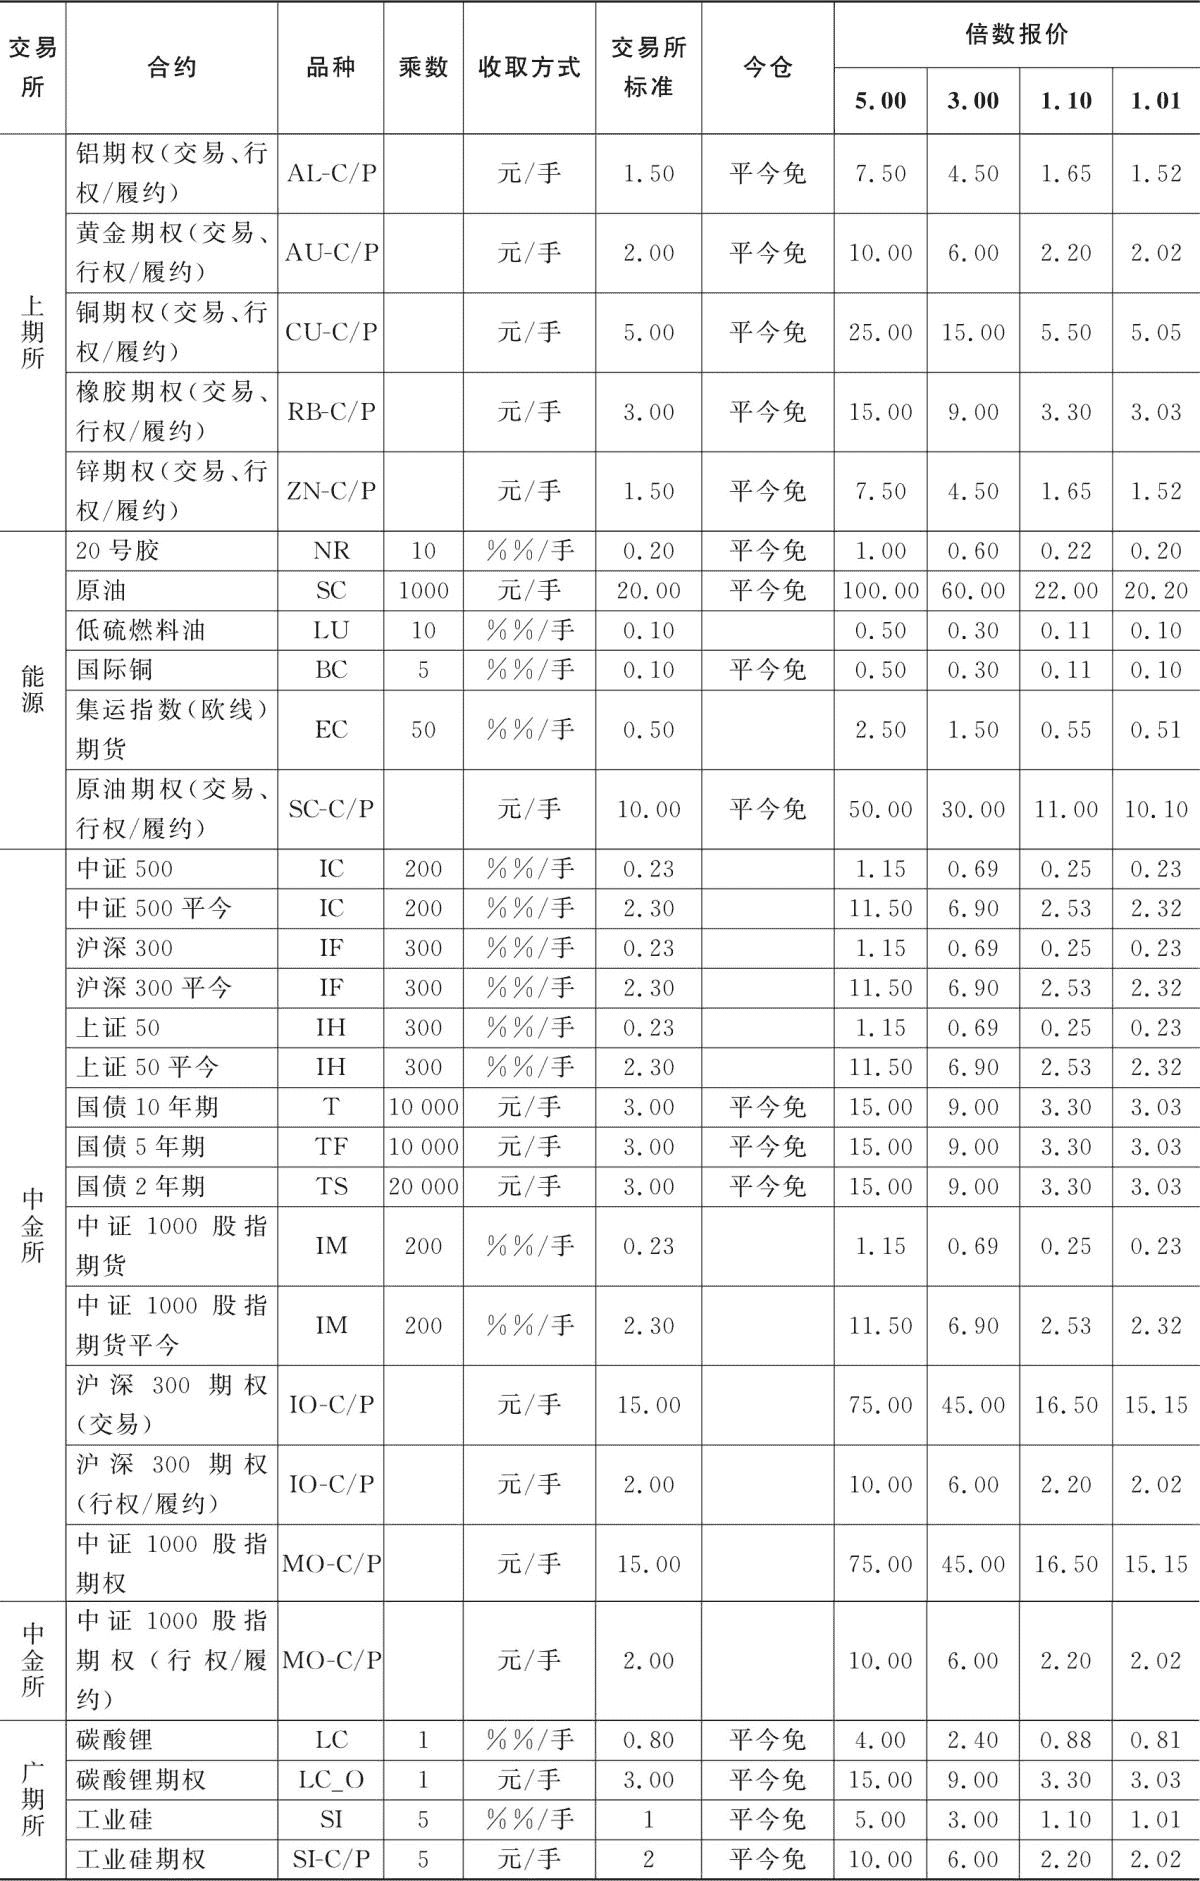 交易所 合约 品种 乘数 收取方式 交易所标准 今仓 倍数报价
5.00 3.00 1.10 1.01
上期所
铝期权(交易、行
权/履约) AL-C/P 元/手 1.50 平今免 7.50 4.50 1.65 1.52
黄金期权(交易、
行权/履约) AU-C/P 元/手 2.00 平今免 10.00 6.00 2.20 2.02
铜期权(交易、行
权/履约) CU-C/P 元/手 5.00 平今免 25.00 15.00 5.50 5.05
橡胶期权(交易、
行权/履约) RB-C/P 元/手 3.00 平今免 15.00 9.00 3.30 3.03
锌期权(交易、行
权/履约) ZN-C/P 元/手 1.50 平今免 7.50 4.50 1.65 1.52
能源
20号胶 NR 10 %%/手 0.20 平今免 1.00 0.60 0.22 0.20
原油 SC 1000 元/手 20.00 平今免 100.00 60.00 22.00 20.20
低硫燃料油 LU 10 %%/手 0.10 0.50 0.30 0.11 0.10
国际铜 BC 5 %%/手 0.10 平今免 0.50 0.30 0.11 0.10
集运指数(欧线)
期货 EC 50 %%/手 0.50 2.50 1.50 0.55 0.51
原油期权(交易、
行权/履约) SC-C/P 元/手 10.00 平今免 50.00 30.00 11.00 10.10
中金所
中证500 IC 200 %%/手 0.23 1.15 0.69 0.25 0.23
中证500平今 IC 200 %%/手 2.30 11.50 6.90 2.53 2.32
沪深300 IF 300 %%/手 0.23 1.15 0.69 0.25 0.23
沪深300平今 IF 300 %%/手 2.30 11.50 6.90 2.53 2.32
上证50 IH 300 %%/手 0.23 1.15 0.69 0.25 0.23
上证50平今 IH 300 %%/手 2.30 11.50 6.90 2.53 2.32
国债10年期 T 10 000 元/手 3.00 平今免 15.00 9.00 3.30 3.03
国债5年期 TF 10 000 元/手 3.00 平今免 15.00 9.00 3.30 3.03
国债2年期 TS 20 000 元/手 3.00 平今免 15.00 9.00 3.30 3.03
中证1000股指
期货 IM 200 %%/手 0.23 1.15 0.69 0.25 0.23
中证1000股指
期货平今 IM 200 %%/手 2.30 11.50 6.90 2.53 2.32
沪深300期权
(交易) IO-C/P 元/手 15.00 75.00 45.00 16.50 15.15
沪深300期权
(行权/履约) IO-C/P 元/手 2.00 10.00 6.00 2.20 2.02
中证1000股指
期权 MO-C/P 元/手 15.00 75.00 45.00 16.50 15.15
中金所
中证1000股指
期权(行权/履
约) MO-C/P 元/手 2.00 10.00 6.00 2.20 2.02
广期所
碳酸锂 LC 1 %%/手 0.80 平今免 4.00 2.40 0.88 0.81
碳酸锂期权 LC_O 1 元/手 3.00 平今免 15.00 9.00 3.30 3.03
工业硅 SI 5 %%/手 1 平今免 5.00 3.00 1.10 1.01
工业硅期权 SI-C/P 5 元/手 2 平今免 10.00 6.00 2.20 2.02